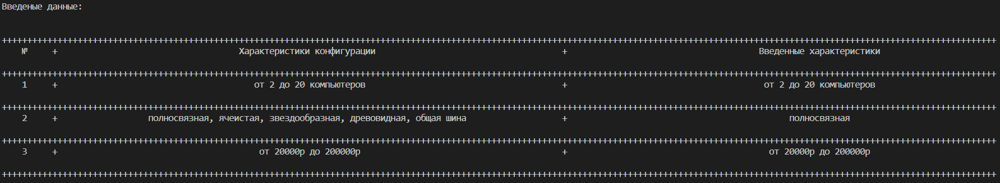 Введеные данные:
+++++++++++++++++++++++++++++++++++++++++++++++++++++++++++++++++++++++++++++++++++++++++++++++++++++++++++++++++++++++++++++++++++++++++++++++++++++++++++++++++++++++++++++++++++++++++++++++++++++
№ + Характеристики конфигурации + Введенные характеристики
+++++++++++++++++++++++++++++++++++++++++++++++++++++++++++++++++++++++++++++++++++++++++++++++++++++++++++++++++++++++++++++++++++++++++++++++++++++++++++++++++++++++++++++++++++++++++++++++++++++
1 + от 2 до 20 компьютеров + от 2 до 20 компьютеров
+++++++++++++++++++++++++++++++++++++++++++++++++++++++++++++++++++++++++++++++++++++++++++++++++++++++++++++++++++++++++++++++++++++++++++++++++++++++++++++++++++++++++++++++++++++++++++++++++++++
2 + полносвязная, ячеистая, звездообразная, древовидная, общая шина + полносвязная
+++++++++++++++++++++++++++++++++++++++++++++++++++++++++++++++++++++++++++++++++++++++++++++++++++++++++++++++++++++++++++++++++++++++++++++++++++++++++++++++++++++++++++++++++++++++++++++++++++++
3 + от 20000р до 200000р + от 20000р до 200000р
+++++++++++++++++++++++++++++++++++++++++++++++++++++++++++++++++++++++++++++++++++++++++++++++++++++++++++++++++++++++++++++++++++++++++++++++++++++++++++++++++++++++++++++++++++++++++++++++++++++